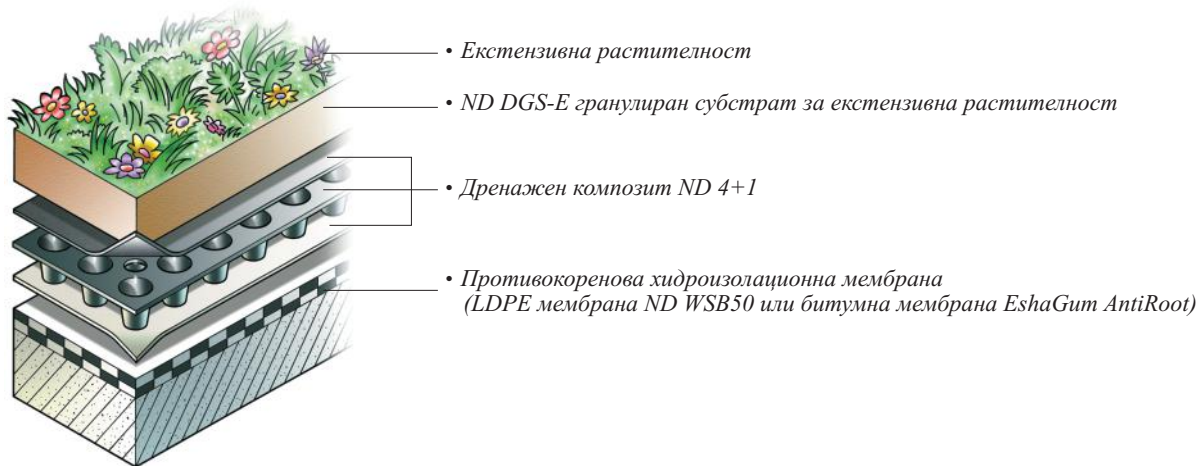 • Екстензивна растителност
• ND DGS-E гранулиран субстрат за екстензивна растителност
• Дренажен композит ND 4+1
• Противокоренова хидроизолационна мембрана
(LDPE мембрана ND WSB50 или битумна мембрана EshaGum AntiRoot)